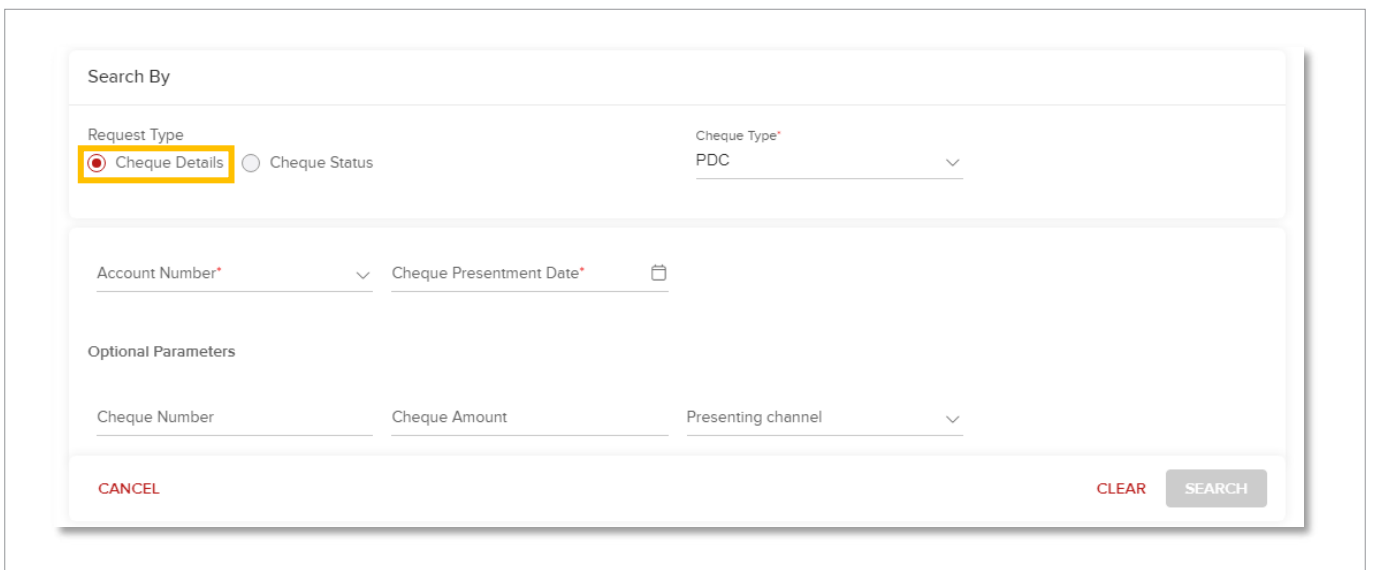 Search By
Request Type
Cheque Details Cheque Status
Cheque Type*
PDC
Account Number* Cheque Presentment Date*
Optional Parameters
Cheque Number Cheque Amount Presenting channel
CANCEL CLEAR SEARCH